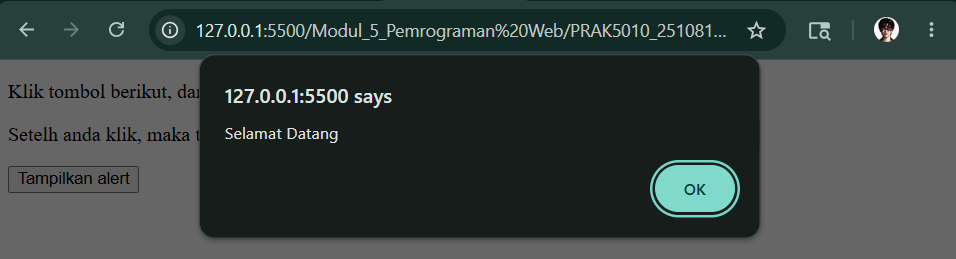 127.0.0.1:5500/Modul_5_Pemrograman%20Web/PRAK5010_251081...
Klik tombol berikut,
127.0.0.1:5500 says
Setelh anda klik, maka
Selamat Datang
Tampilkan alert
OK